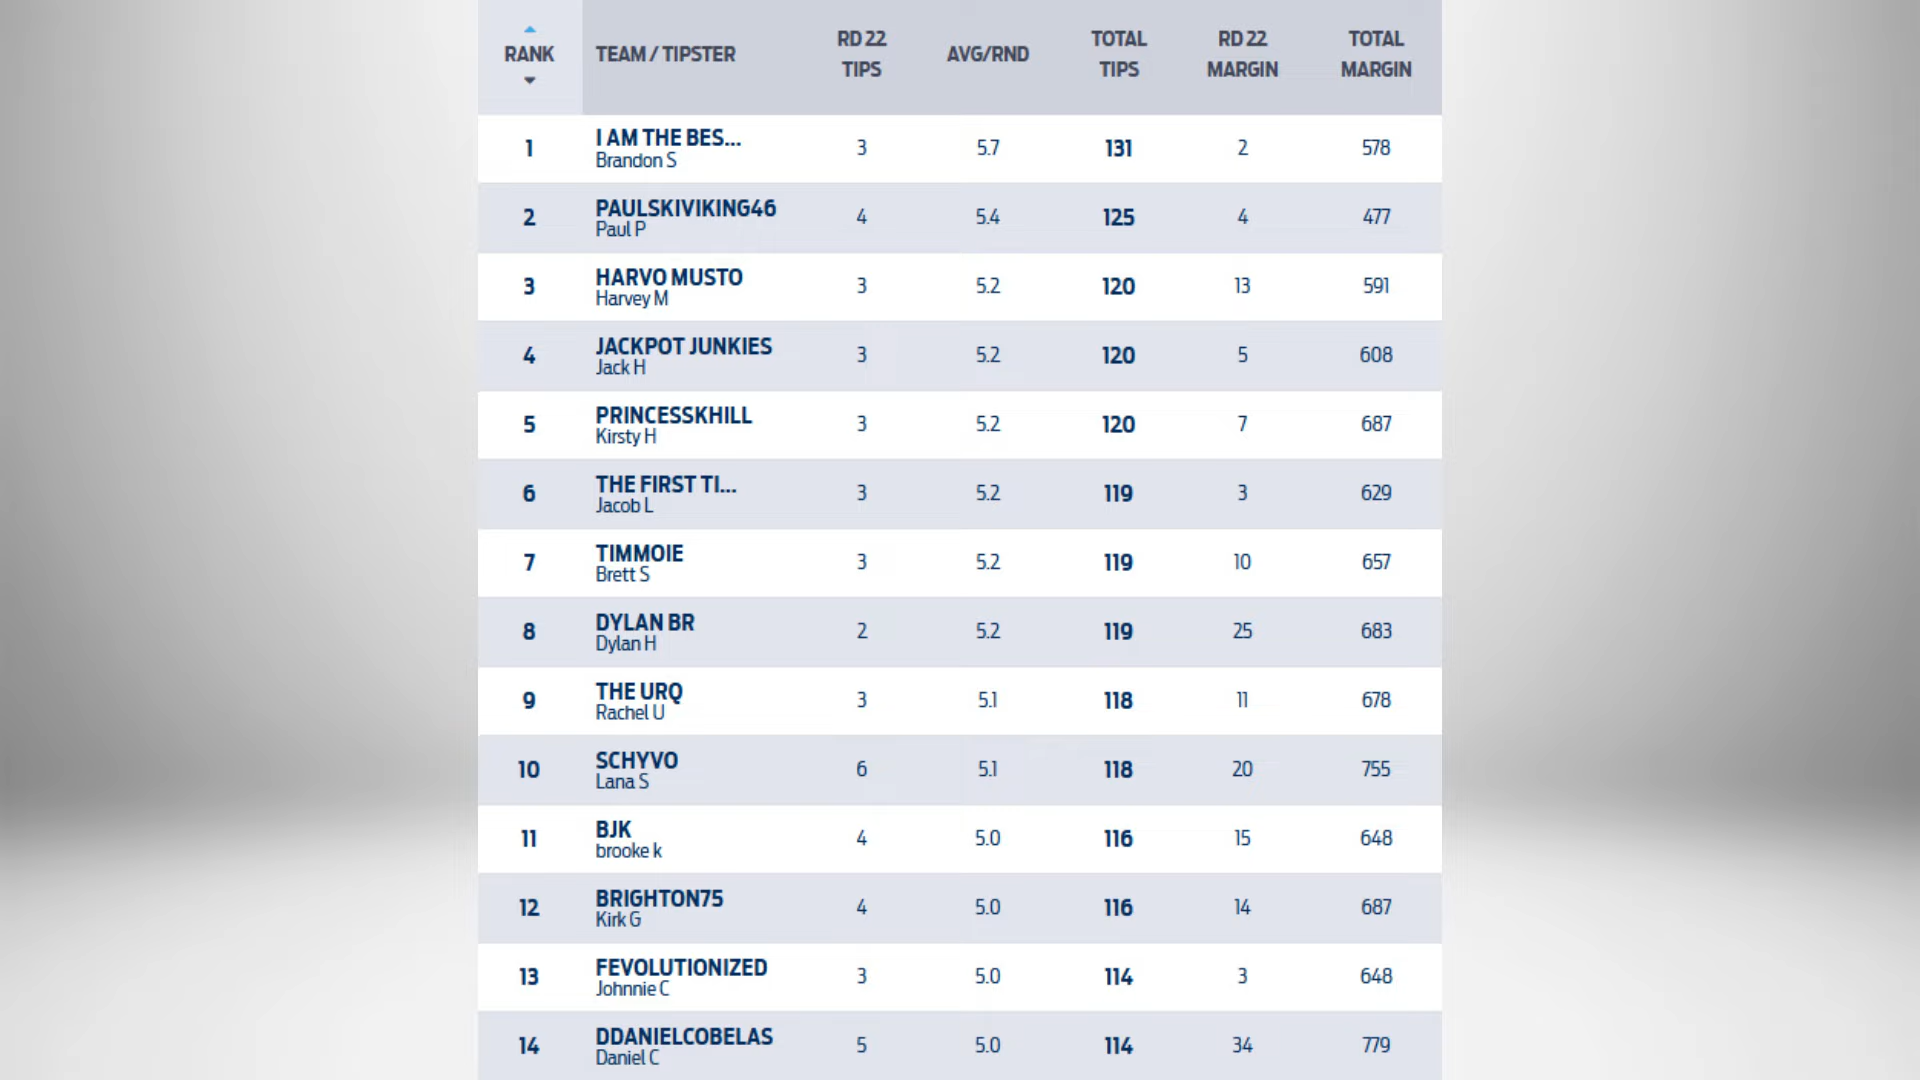 RANK TEAM / TIPSTER RD 22 TIPS AVG/RND TOTAL TIPS RD 22 MARGIN TOTAL MARGIN
1 I AM THE BES... 3 5.7 131 2 578
Brandon S
2 PAULSKIVIKING46 4 5.4 125 4 477
Paul P
3 HARVO MUSTO 3 5.2 120 13 591
Harvey M
4 JACKPOT JUNKIES 3 5.2 120 5 608
Jack H
5 PRINCESSKHILL 3 5.2 120 7 687
Kirsty H
6 THE FIRST TI... 3 5.2 119 3 629
Jacob L
7 TIMMOIE 3 5.2 119 10 657
Brett S
8 DYLAN BR 2 5.2 119 25 683
Dylan H
9 THE URQ 3 5.1 118 11 678
Rachel U
10 SCHYVO 6 5.1 118 20 755
Lana S
11 BJK 4 5.0 116 15 648
brooke k
12 BRIGHTON75 4 5.0 116 14 687
Kirk G
13 FEVOLUTIONIZED 3 5.0 114 3 648
Johnnie C
14 DDANIELCOBELAS 5 5.0 114 34 779
Daniel C